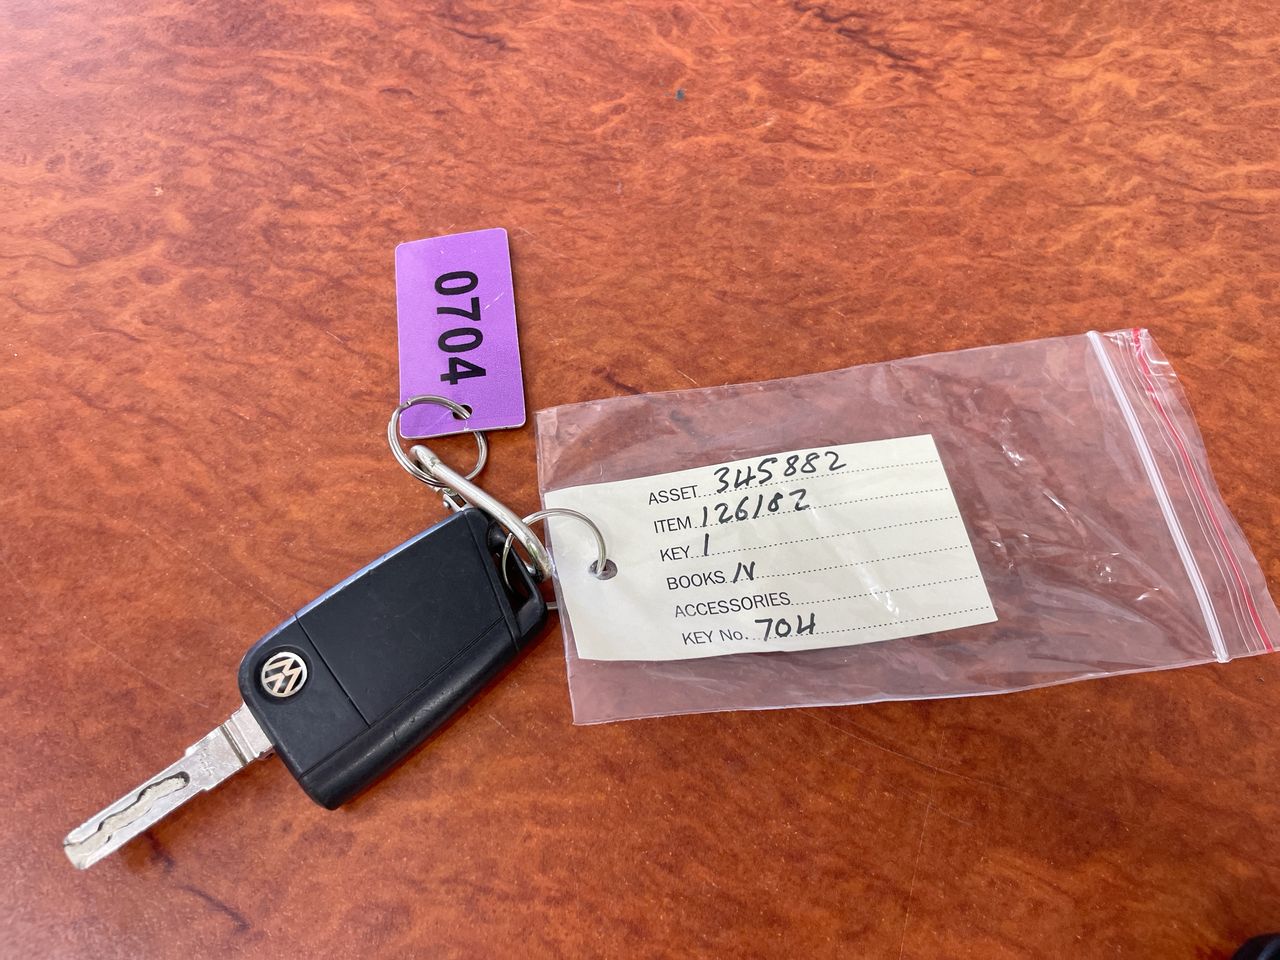 0704
ASSET 345882
ITEM 126182
KEY 1
BOOKS N
ACCESSORIES
KEY No. 704